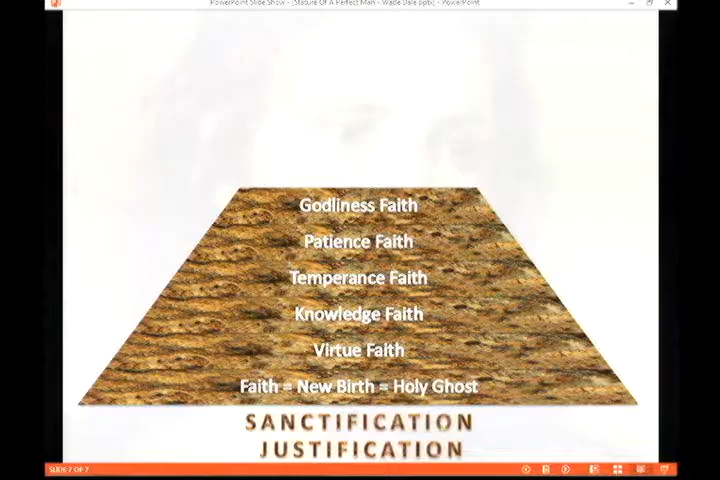 PowerPoint Slide Show - [Stature Of A Perfect Man - Wade Dale.pptx] - PowerPoint
Godliness Faith
Patience Faith
Temperance Faith
Knowledge Faith
Virtue Faith
Faith = New Birth = Holy Ghost
SANCTIFICATION
JUSTIFICATION
SLIDE 7 OF 7